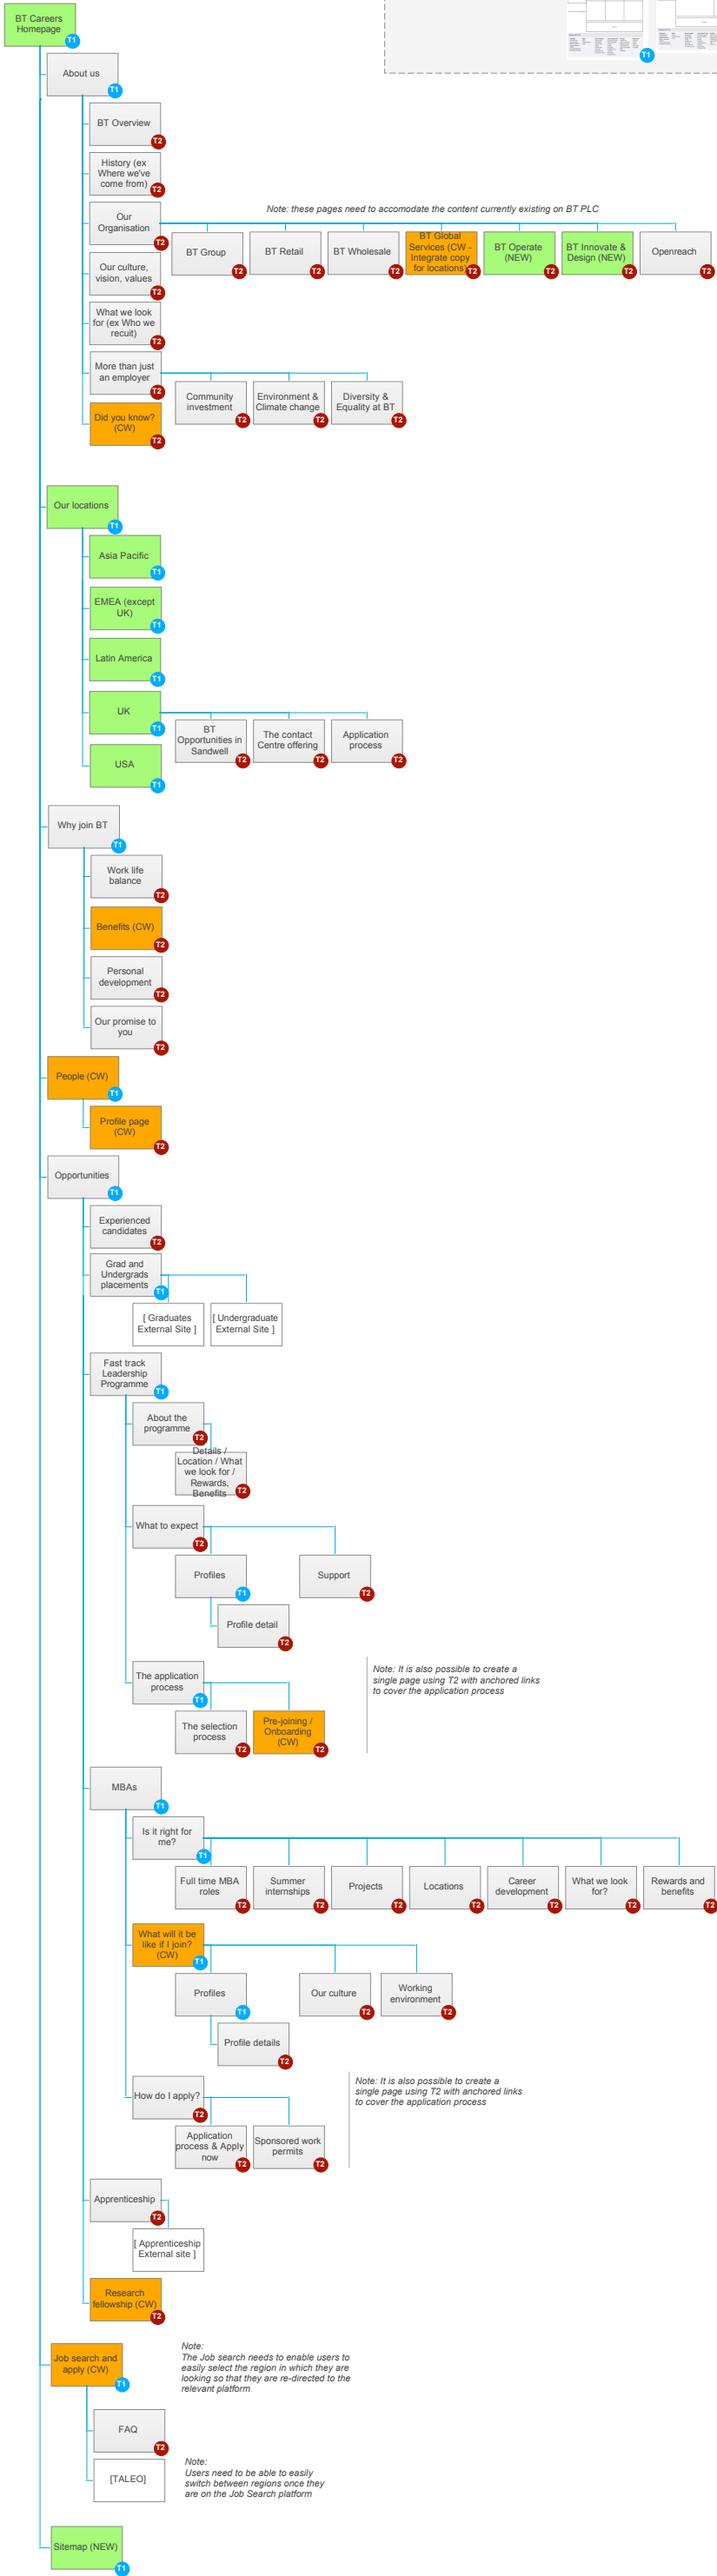 BT Careers
Homepage
T1
T1
About us
T1
BT Overview
T2
History (ex
Where we've
come from)
T2
Note: these pages need to accomodate the content currently existing on BT PLC
Our
Organisation
T2
BT Group
T2
BT Retail
T2
BT Wholesale
T2
BT Global
Services (CW -
Integrate copy
for locations)
T2
BT Operate
(NEW)
T2
BT Innovate &
Design (NEW)
T2
Openreach
T2
Our culture,
vision, values
T2
What we look
for (ex Who we
recuit)
T2
More than just
an employer
T2
Community
investment
T2
Environment &
Climate change
T2
Diversity &
Equality at BT
T2
Did you know?
(CW)
T2
Our locations
T1
Asia Pacific
T1
EMEA (except
UK)
T1
Latin America
T1
UK
T1
BT
Opportunities in
Sandwell
T2
The contact
Centre offering
T2
Application
process
T2
USA
T1
Why join BT
T1
Work life
balance
T2
Benefits (CW)
T2
Personal
development
T2
Our promise to
you
T2
People (CW)
T1
Profile page
(CW)
T2
Opportunities
T1
Experienced
candidates
T2
Grad and
Undergrads
placements
T1
[ Graduates
External Site ]
[ Undergraduate
External Site ]
Fast track
Leadership
Programme
T1
About the
programme
T2
Details /
Location / What
we look for /
Rewards,
Benefits
T2
What to expect
T2
Profiles
T1
Support
T2
Profile detail
T2
The application
process
T1
Note: It is also possible to create a
single page using T2 with anchored links
to cover the application process
The selection
process
T2
Pre-joining /
Onboarding
(CW)
T2
MBAs
T1
Is it right for
me?
T1
Full time MBA
roles
T2
Summer
internships
T2
Projects
T2
Locations
T2
Career
development
T2
What we look
for?
T2
Rewards and
benefits
T2
What will it be
like if I join?
(CW)
T1
Profiles
T1
Our culture
T2
Working
environment
T2
Profile details
T2
How do I apply?
T2
Note: It is also possible to create a
single page using T2 with anchored links
to cover the application process
Application
process & Apply
now
T2
Sponsored work
permits
T2
Apprenticeship
T2
[ Apprenticeship
External site ]
Research
fellowship (CW)
T2
Job search and
apply (CW)
T1
Note:
The Job search needs to enable users to
easily select the region in which they are
looking so that they are re-directed to the
relevant platform
FAQ
T2
[TALEO]
Note:
Users need to be able to easily
switch between regions once they
are on the Job Search platform
Sitemap (NEW)
T1